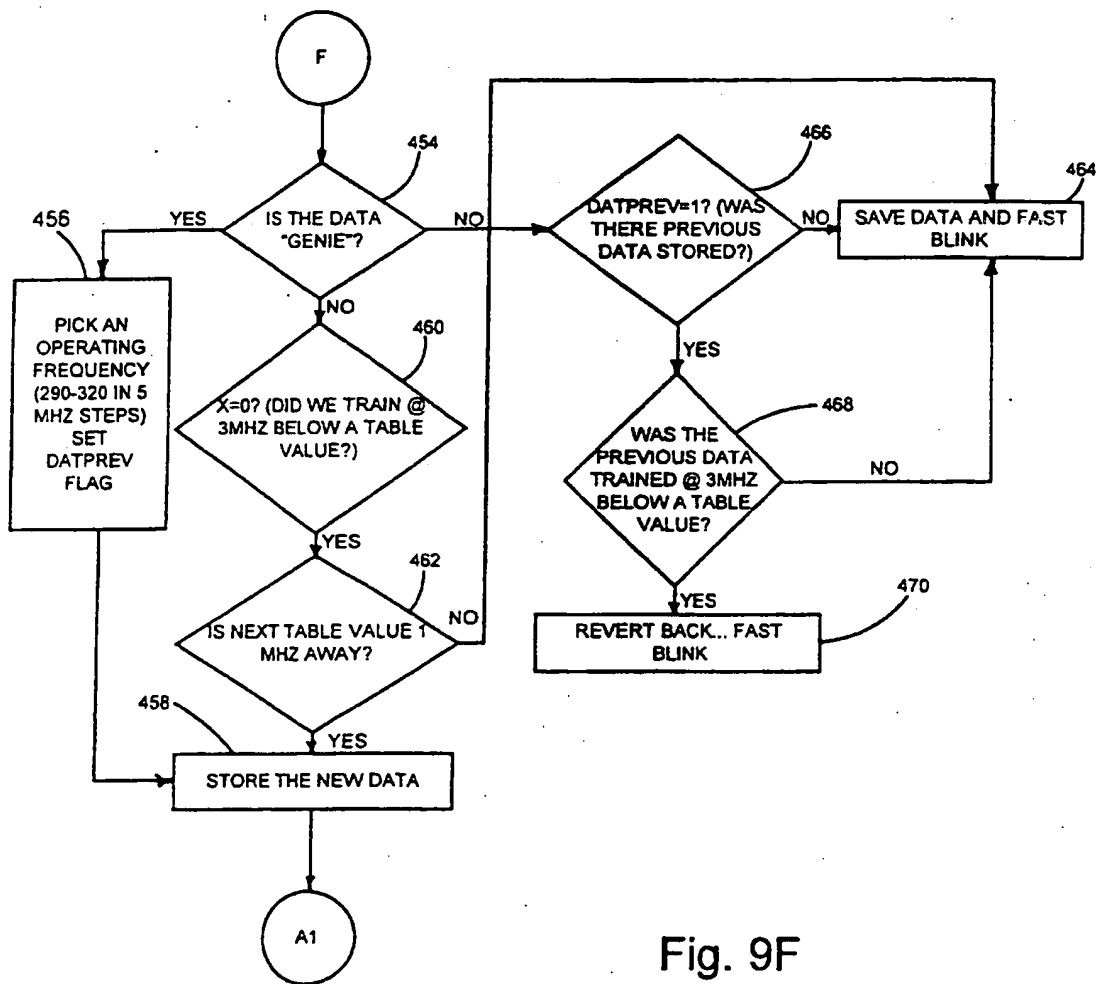 F
454
466
464
456
YES
IS THE DATA
"GENIE"?
NO
DATPREV=1? (WAS
THERE PREVIOUS
DATA STORED?)
NO
SAVE DATA AND FAST
BLINK
NO
PICK AN
OPERATING
FREQUENCY
(290-320 IN 5
MHZ STEPS)
SET
DATPREV
FLAG
460
X=0? (DID WE TRAIN @
3MHZ BELOW A TABLE
VALUE?)
YES
468
WAS THE
PREVIOUS DATA
TRAINED @ 3MHZ
BELOW A TABLE
VALUE?
NO
YES
462
IS NEXT TABLE VALUE 1
MHZ AWAY?
NO
YES
470
REVERT BACK... FAST
BLINK
458
YES
STORE THE NEW DATA
A1
Fig. 9F